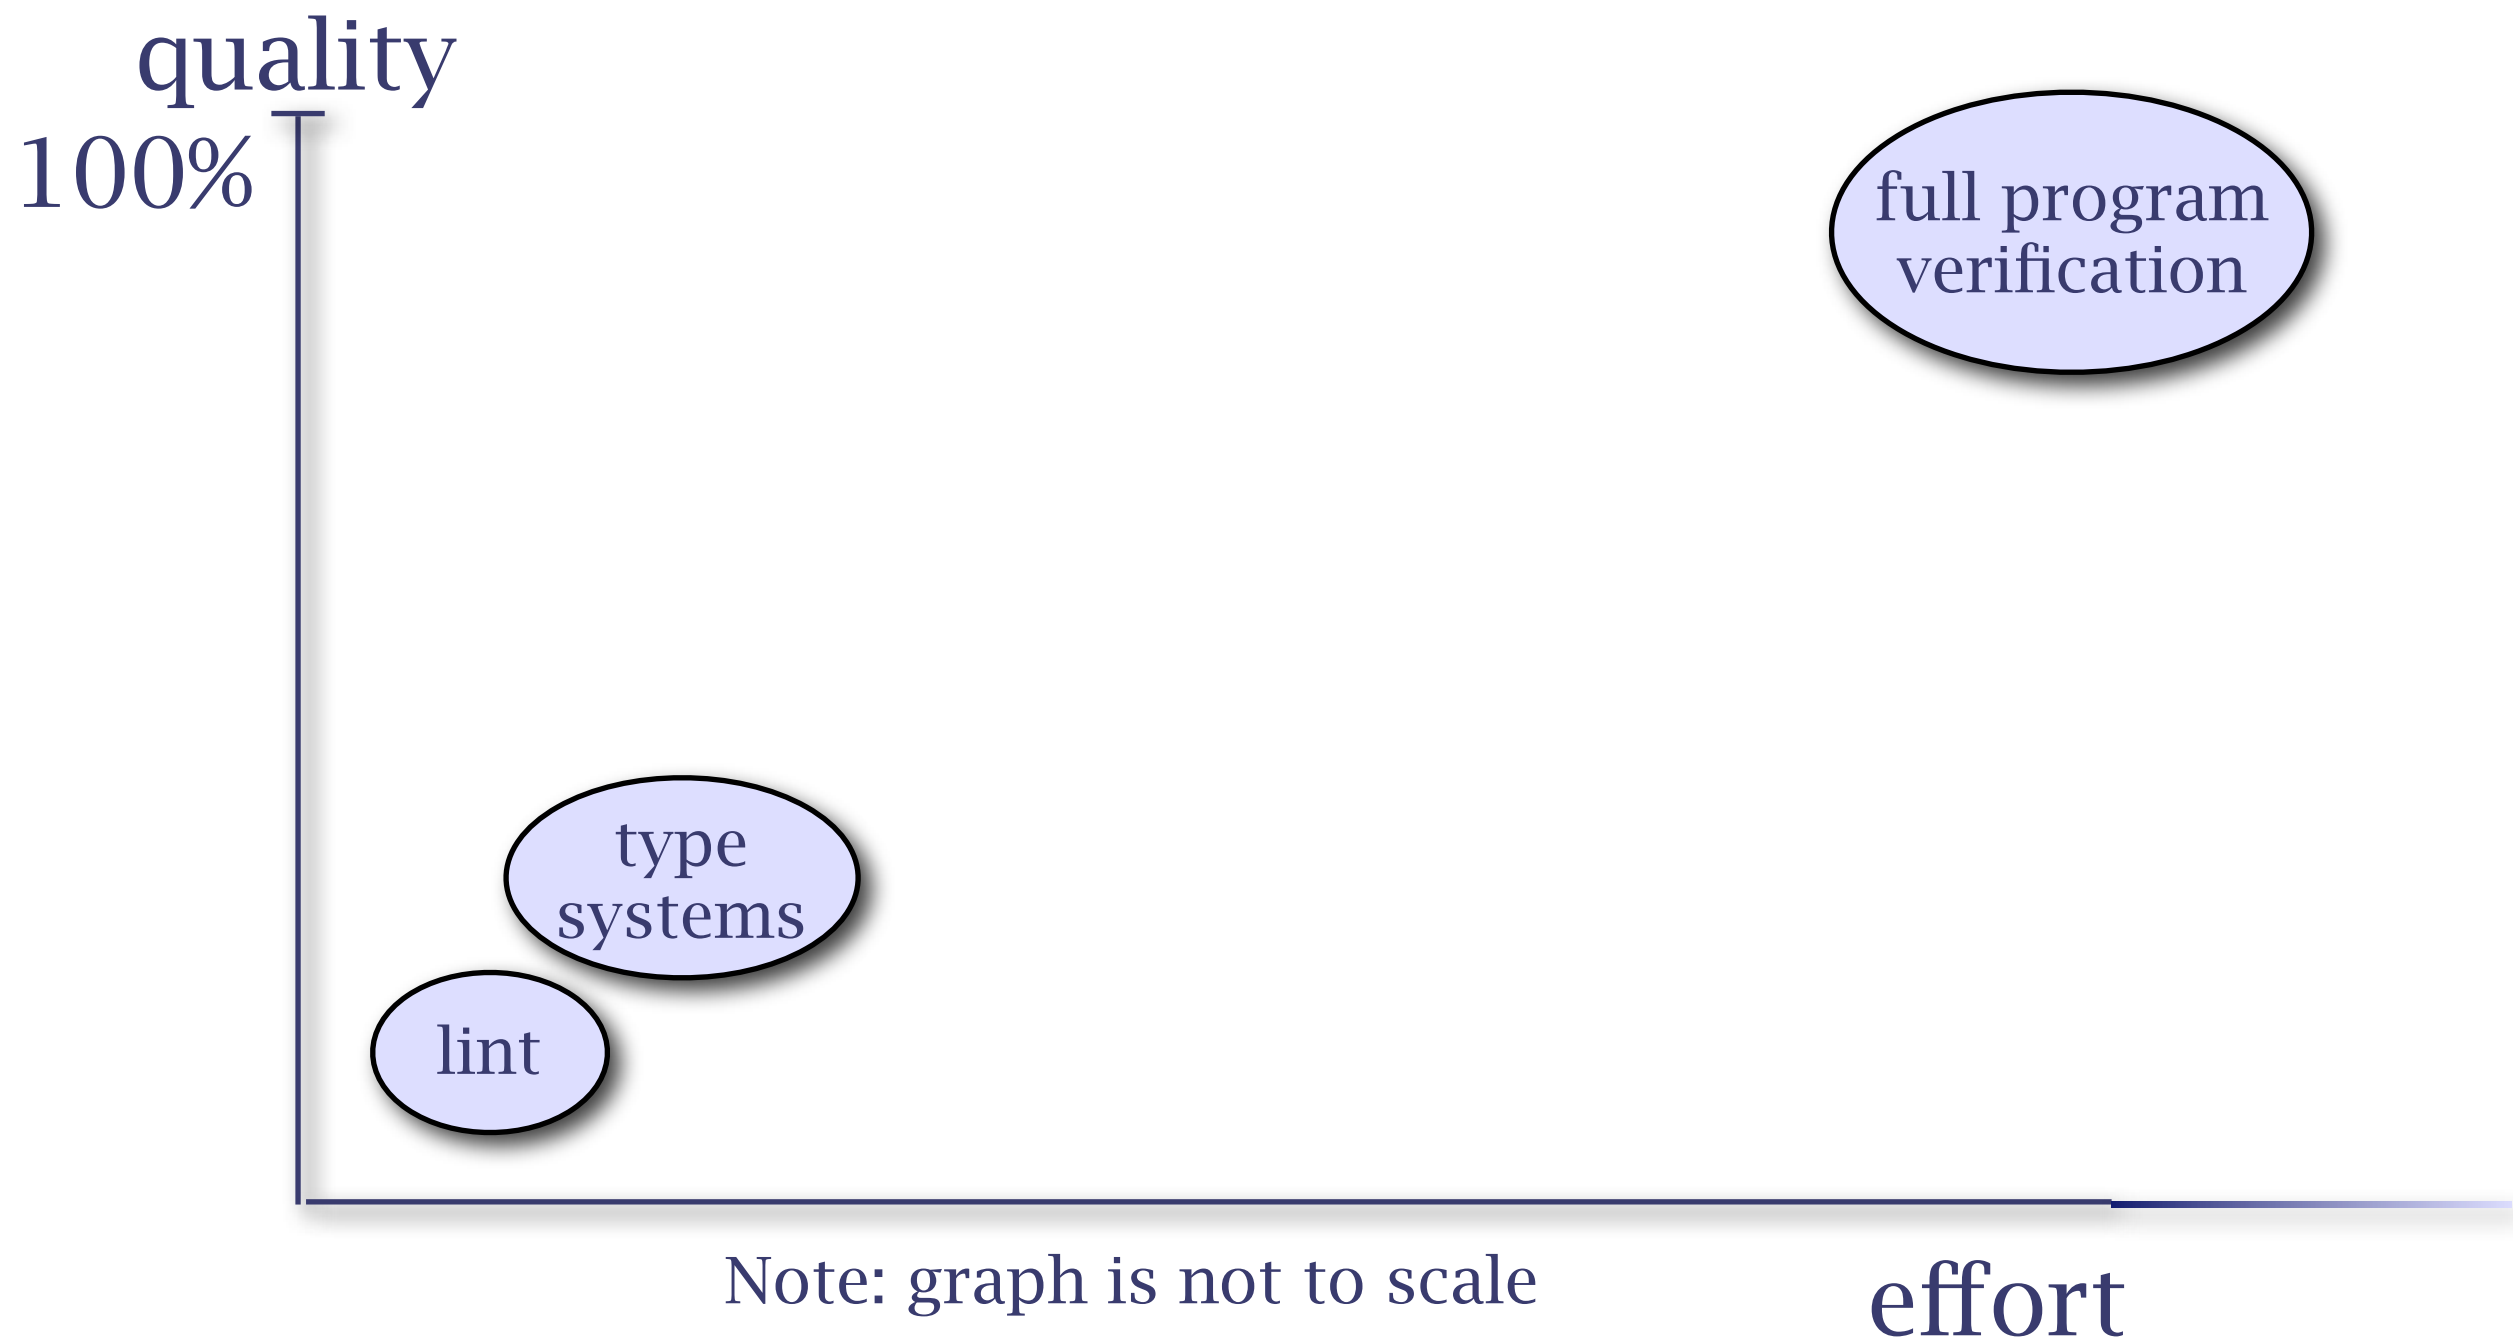 quality
100%
full program
verification
type
systems
lint
Note: graph is not to scale
effort